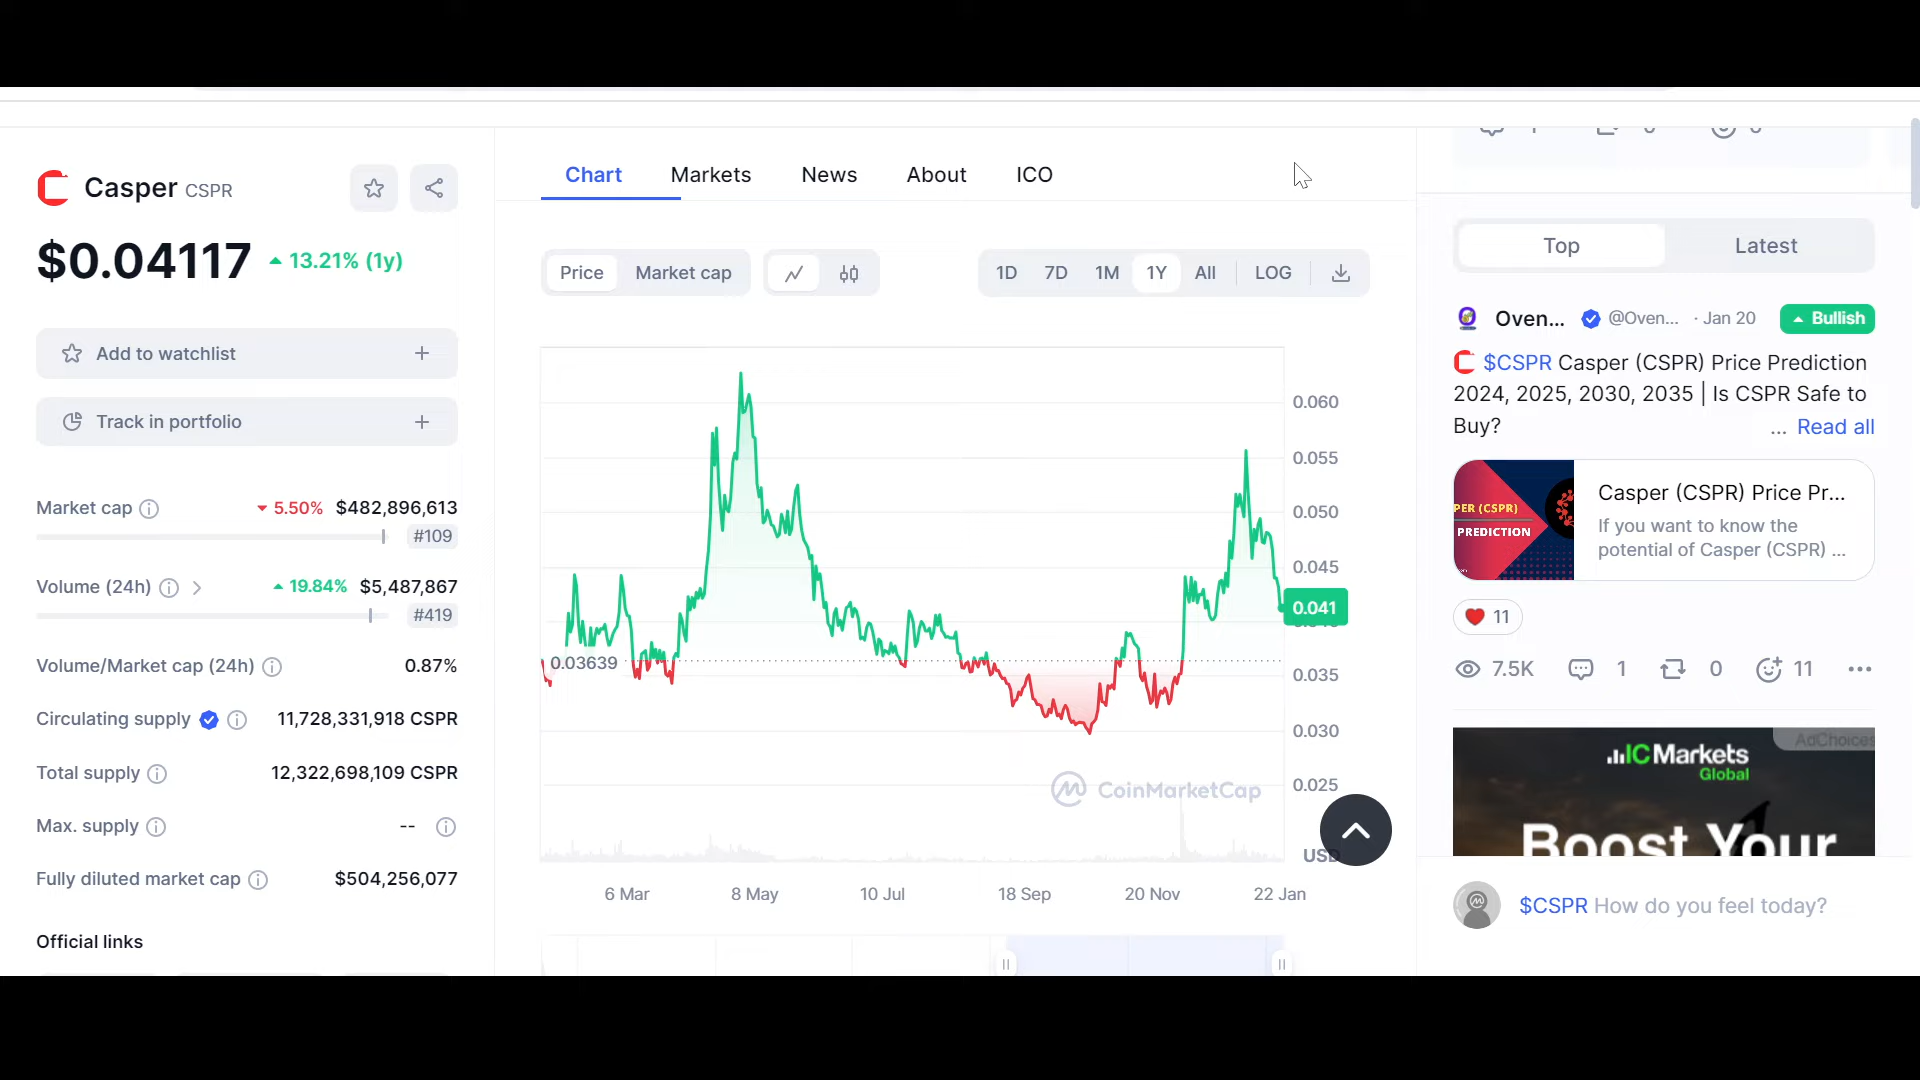 Casper CSPR
$0.04117 13.21% (1y)
Add to watchlist +
Track in portfolio +
Market cap 5.50% $482,896,613
#109
Volume (24h) 19.84% $5,487,867
#419
Volume/Market cap (24h) 0.87%
Circulating supply 11,728,331,918 CSPR
Total supply 12,322,698,109 CSPR
Max. supply --
Fully diluted market cap $504,256,077
Official links
Chart Markets News About ICO
Price Market cap
1D 7D 1M 1Y All LOG
0.060
0.055
0.050
0.045
0.041
0.03639
0.035
0.030
0.025
CoinMarketCap
USD
6 Mar 8 May 10 Jul 18 Sep 20 Nov 22 Jan
Top Latest
Oven... @Oven... · Jan 20 Bullish
$CSPR Casper (CSPR) Price Prediction
2024, 2025, 2030, 2035 | Is CSPR Safe to
Buy? ... Read all
PER (CSPR)
PREDICTION
Casper (CSPR) Price Pr...
If you want to know the
potential of Casper (CSPR) ...
11
7.5K 1 0 11
AdChoices
IC Markets
Global
Boost Your
$CSPR How do you feel today?